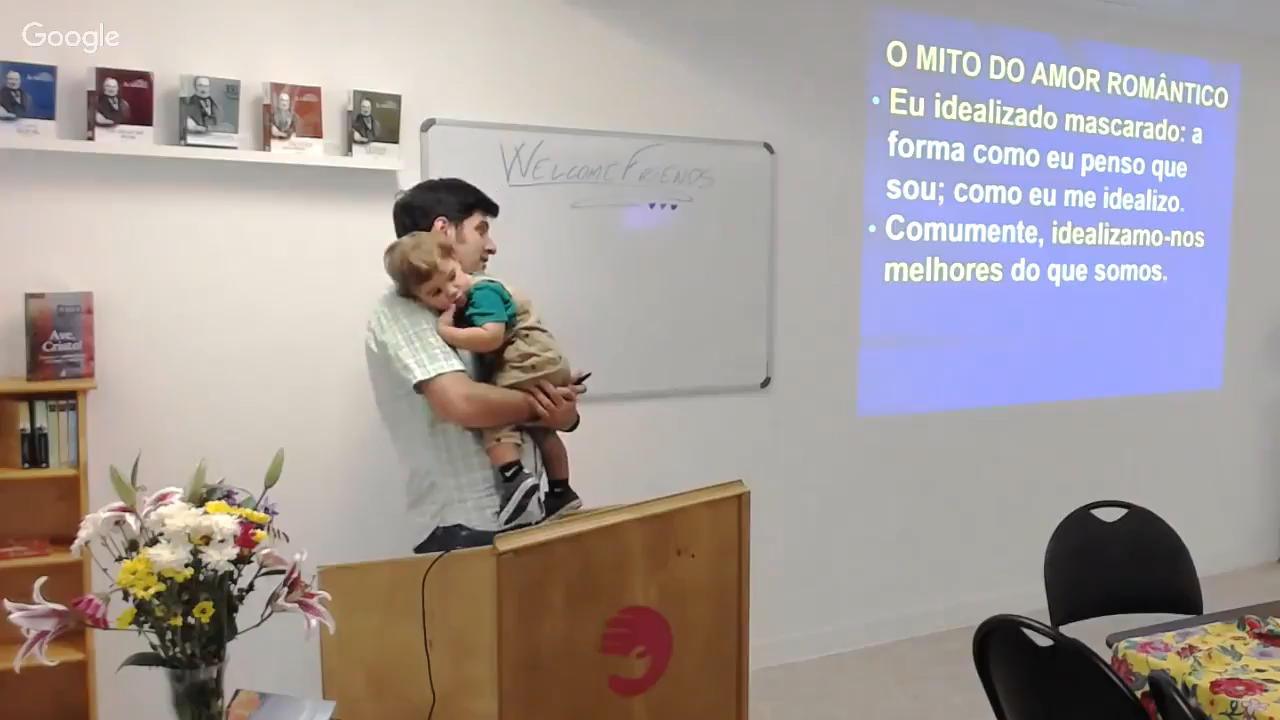 Google
WELCOME FRIENDS
O MITO DO AMOR ROMÂNTICO
• Eu idealizado mascarado: a
forma como eu penso que
sou; como eu me idealizo.
• Comumente, idealizamo-nos
melhores do que somos.
Ave,
Cristo!